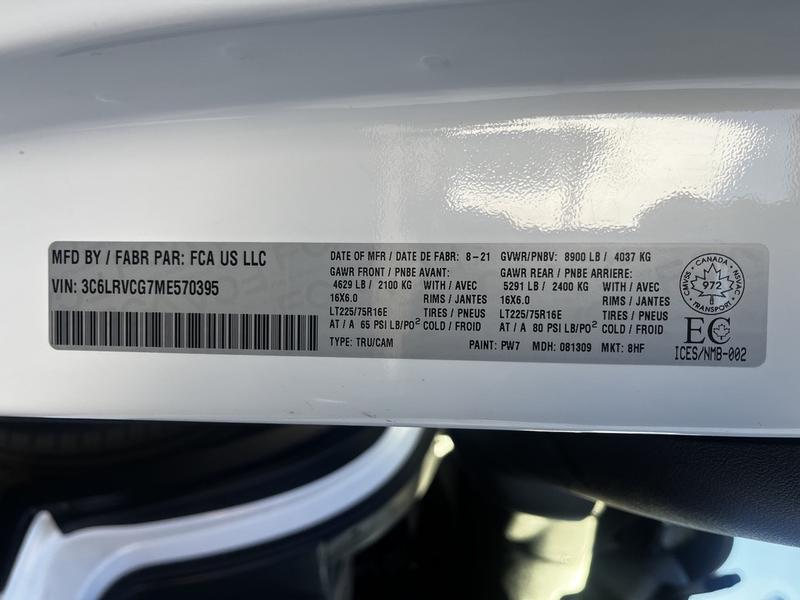 MFD BY / FABR PAR: FCA US LLC
VIN: 3C6LRVCG7ME570395
DATE OF MFR / DATE DE FABR: 8-21
GAWR FRONT / PNBE AVANT:
4629 LB / 2100 KG WITH / AVEC
16X6.0 RIMS / JANTES
LT225/75R16E TIRES / PNEUS
AT / A 65 PSI LB/PO² COLD / FROID
TYPE: TRU/CAM
GVWR/PNBV: 8900 LB / 4037 KG
GAWR REAR / PNBE ARRIERE:
5291 LB / 2400 KG WITH / AVEC
16X6.0 RIMS / JANTES
LT225/75R16E TIRES / PNEUS
AT / A 80 PSI LB/PO² COLD / FROID
PAINT: PW7 MDH: 081309 MKT: 8HF
CMVSS · CANADA · NSVAC
972
TRANSPORT
EC
ICES/NMB-002